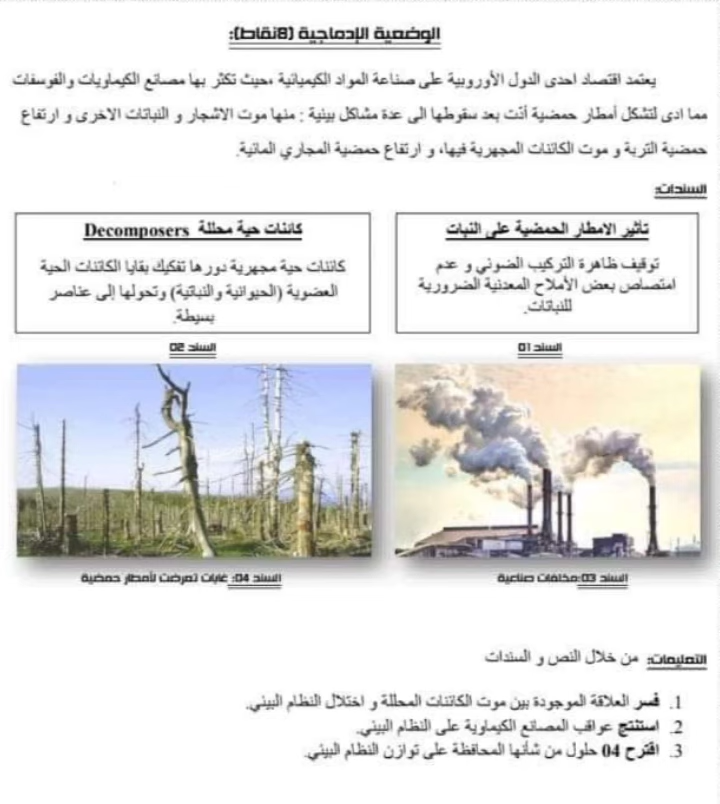 الوضعية الإدماجية (8نقاط):
يعتمد اقتصاد احدى الدول الأوروبية على صناعة المواد الكيميائية ،حيث تكثر بها مصانع الكيماويات والفوسفات
مما ادى لتشكل أمطار حمضية أتت بعد سقوطها الى عدة مشاكل بيئية : منها موت الاشجار و النباتات الاخرى و ارتفاع
حمضية التربة و موت الكائنات المجهرية فيها، و ارتفاع حمضية المجاري المائية.
السندات:
تأثير الامطار الحمضية على النبات
توقيف ظاهرة التركيب الضوئي و عدم
امتصاص بعض الأملاح المعدنية الضرورية
للنباتات.
السند 01
كائنات حية محللة Decomposers
كائنات حية مجهرية دورها تفكيك بقايا الكائنات الحية
العضوية (الحيوانية والنباتية) وتحولها إلى عناصر
بسيطة.
السند 02
السند 03:مخلفات صناعية
السند 04: غابات تعرضت لأمطار حمضية
التعليمات: من خلال النص و السندات
1. فسر العلاقة الموجودة بين موت الكائنات المحللة و اختلال النظام البيئي.
2. استنتج عواقب المصانع الكيماوية على النظام البيئي.
3. اقترح 04 حلول من شأنها المحافظة على توازن النظام البيئي.